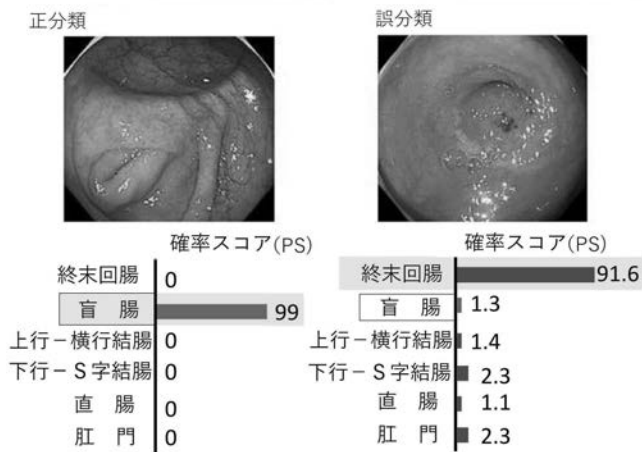 正分類
確率スコア(PS)
終末回腸 0
盲 腸 99
上行－横行結腸 0
下行－S字結腸 0
直 腸 0
肛 門 0
誤分類
確率スコア(PS)
終末回腸 91.6
盲 腸 1.3
上行－横行結腸 1.4
下行－S字結腸 2.3
直 腸 1.1
肛 門 2.3